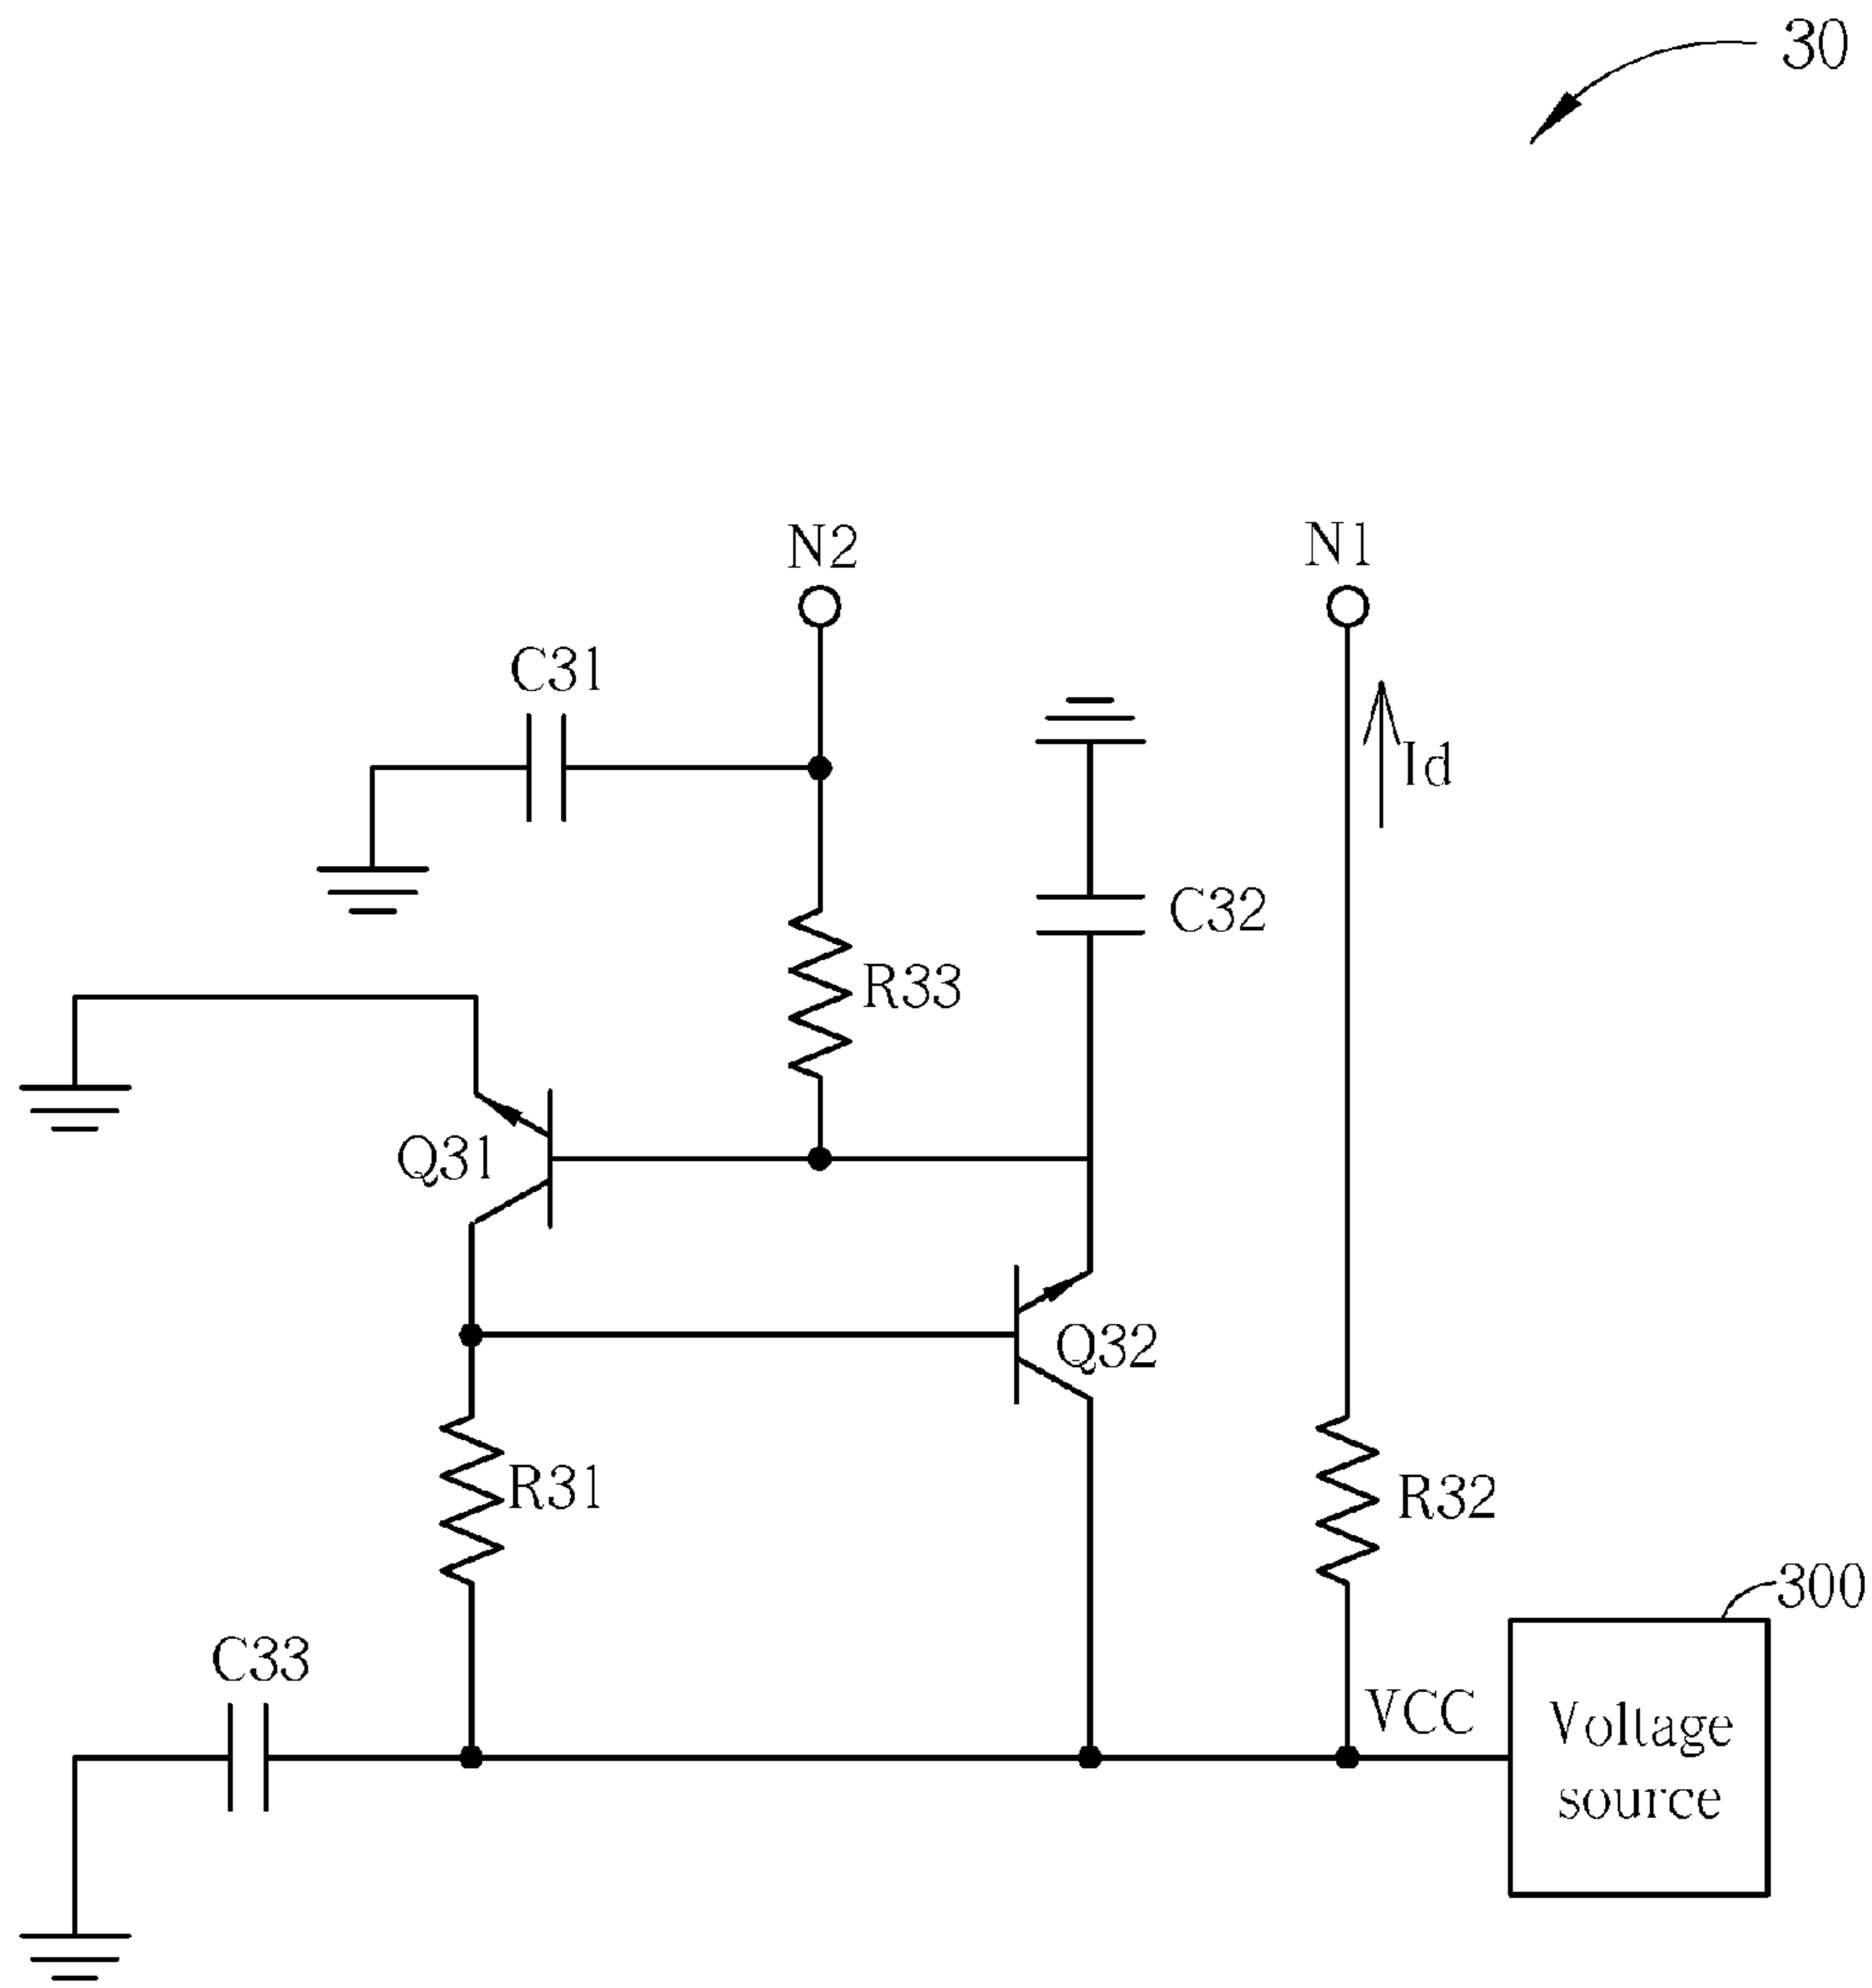 30
N2
N1
C31
Id
C32
R33
Q31
Q32
R31
R32
300
C33
VCC
Voltage
source